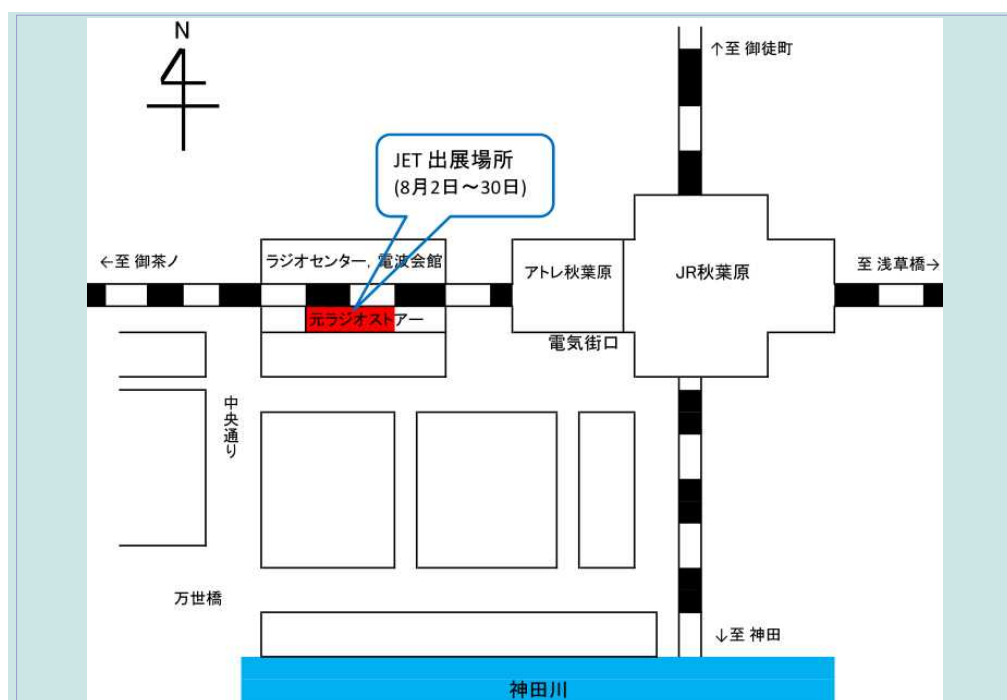 N
↑至 御徒町
JET 出展場所
(8月2日～30日)
←至 御茶ノ
ラジオセンター, 電波会館
アトレ秋葉原
JR秋葉原
至 浅草橋→
元ラジオストアー
電気街口
中央通り
万世橋
↓至 神田
神田川